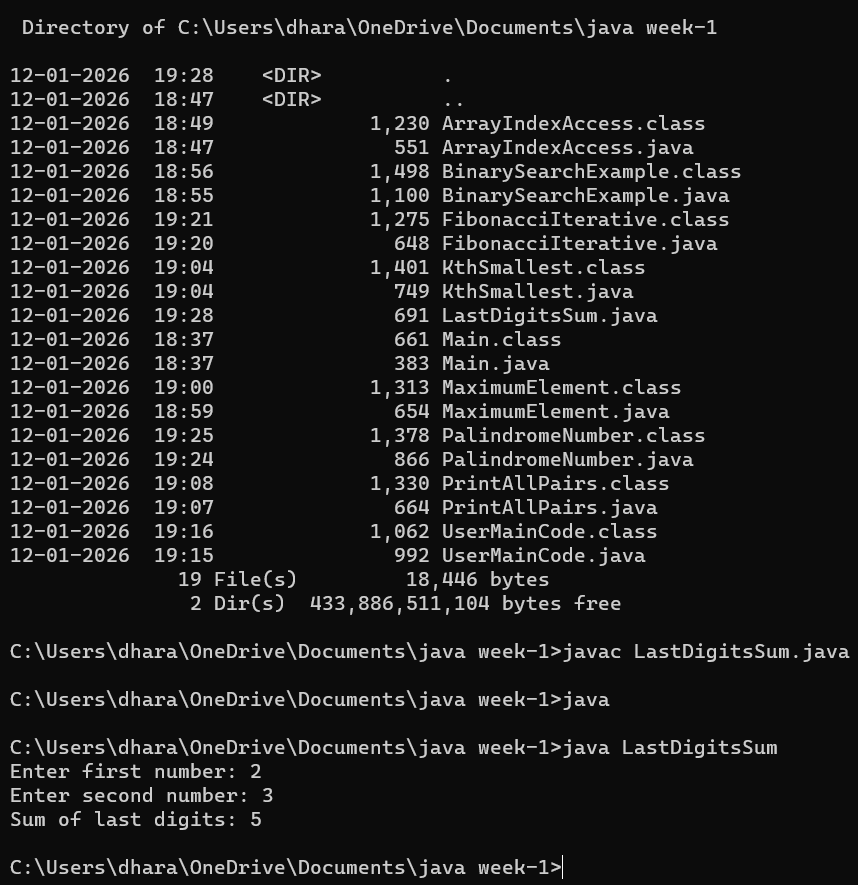 Directory of C:\Users\dhara\OneDrive\Documents\java week-1
12-01-2026  19:28    <DIR>          .
12-01-2026  18:47    <DIR>          ..
12-01-2026  18:49             1,230 ArrayIndexAccess.class
12-01-2026  18:47               551 ArrayIndexAccess.java
12-01-2026  18:56             1,498 BinarySearchExample.class
12-01-2026  18:55             1,100 BinarySearchExample.java
12-01-2026  19:21             1,275 FibonacciIterative.class
12-01-2026  19:20               648 FibonacciIterative.java
12-01-2026  19:04             1,401 KthSmallest.class
12-01-2026  19:04               749 KthSmallest.java
12-01-2026  19:28               691 LastDigitsSum.java
12-01-2026  18:37               661 Main.class
12-01-2026  18:37               383 Main.java
12-01-2026  19:00             1,313 MaximumElement.class
12-01-2026  18:59               654 MaximumElement.java
12-01-2026  19:25             1,378 PalindromeNumber.class
12-01-2026  19:24               866 PalindromeNumber.java
12-01-2026  19:08             1,330 PrintAllPairs.class
12-01-2026  19:07               664 PrintAllPairs.java
12-01-2026  19:16             1,062 UserMainCode.class
12-01-2026  19:15               992 UserMainCode.java
              19 File(s)         18,446 bytes
               2 Dir(s)  433,886,511,104 bytes free
C:\Users\dhara\OneDrive\Documents\java week-1>javac LastDigitsSum.java
C:\Users\dhara\OneDrive\Documents\java week-1>java
C:\Users\dhara\OneDrive\Documents\java week-1>java LastDigitsSum
Enter first number: 2
Enter second number: 3
Sum of last digits: 5
C:\Users\dhara\OneDrive\Documents\java week-1>